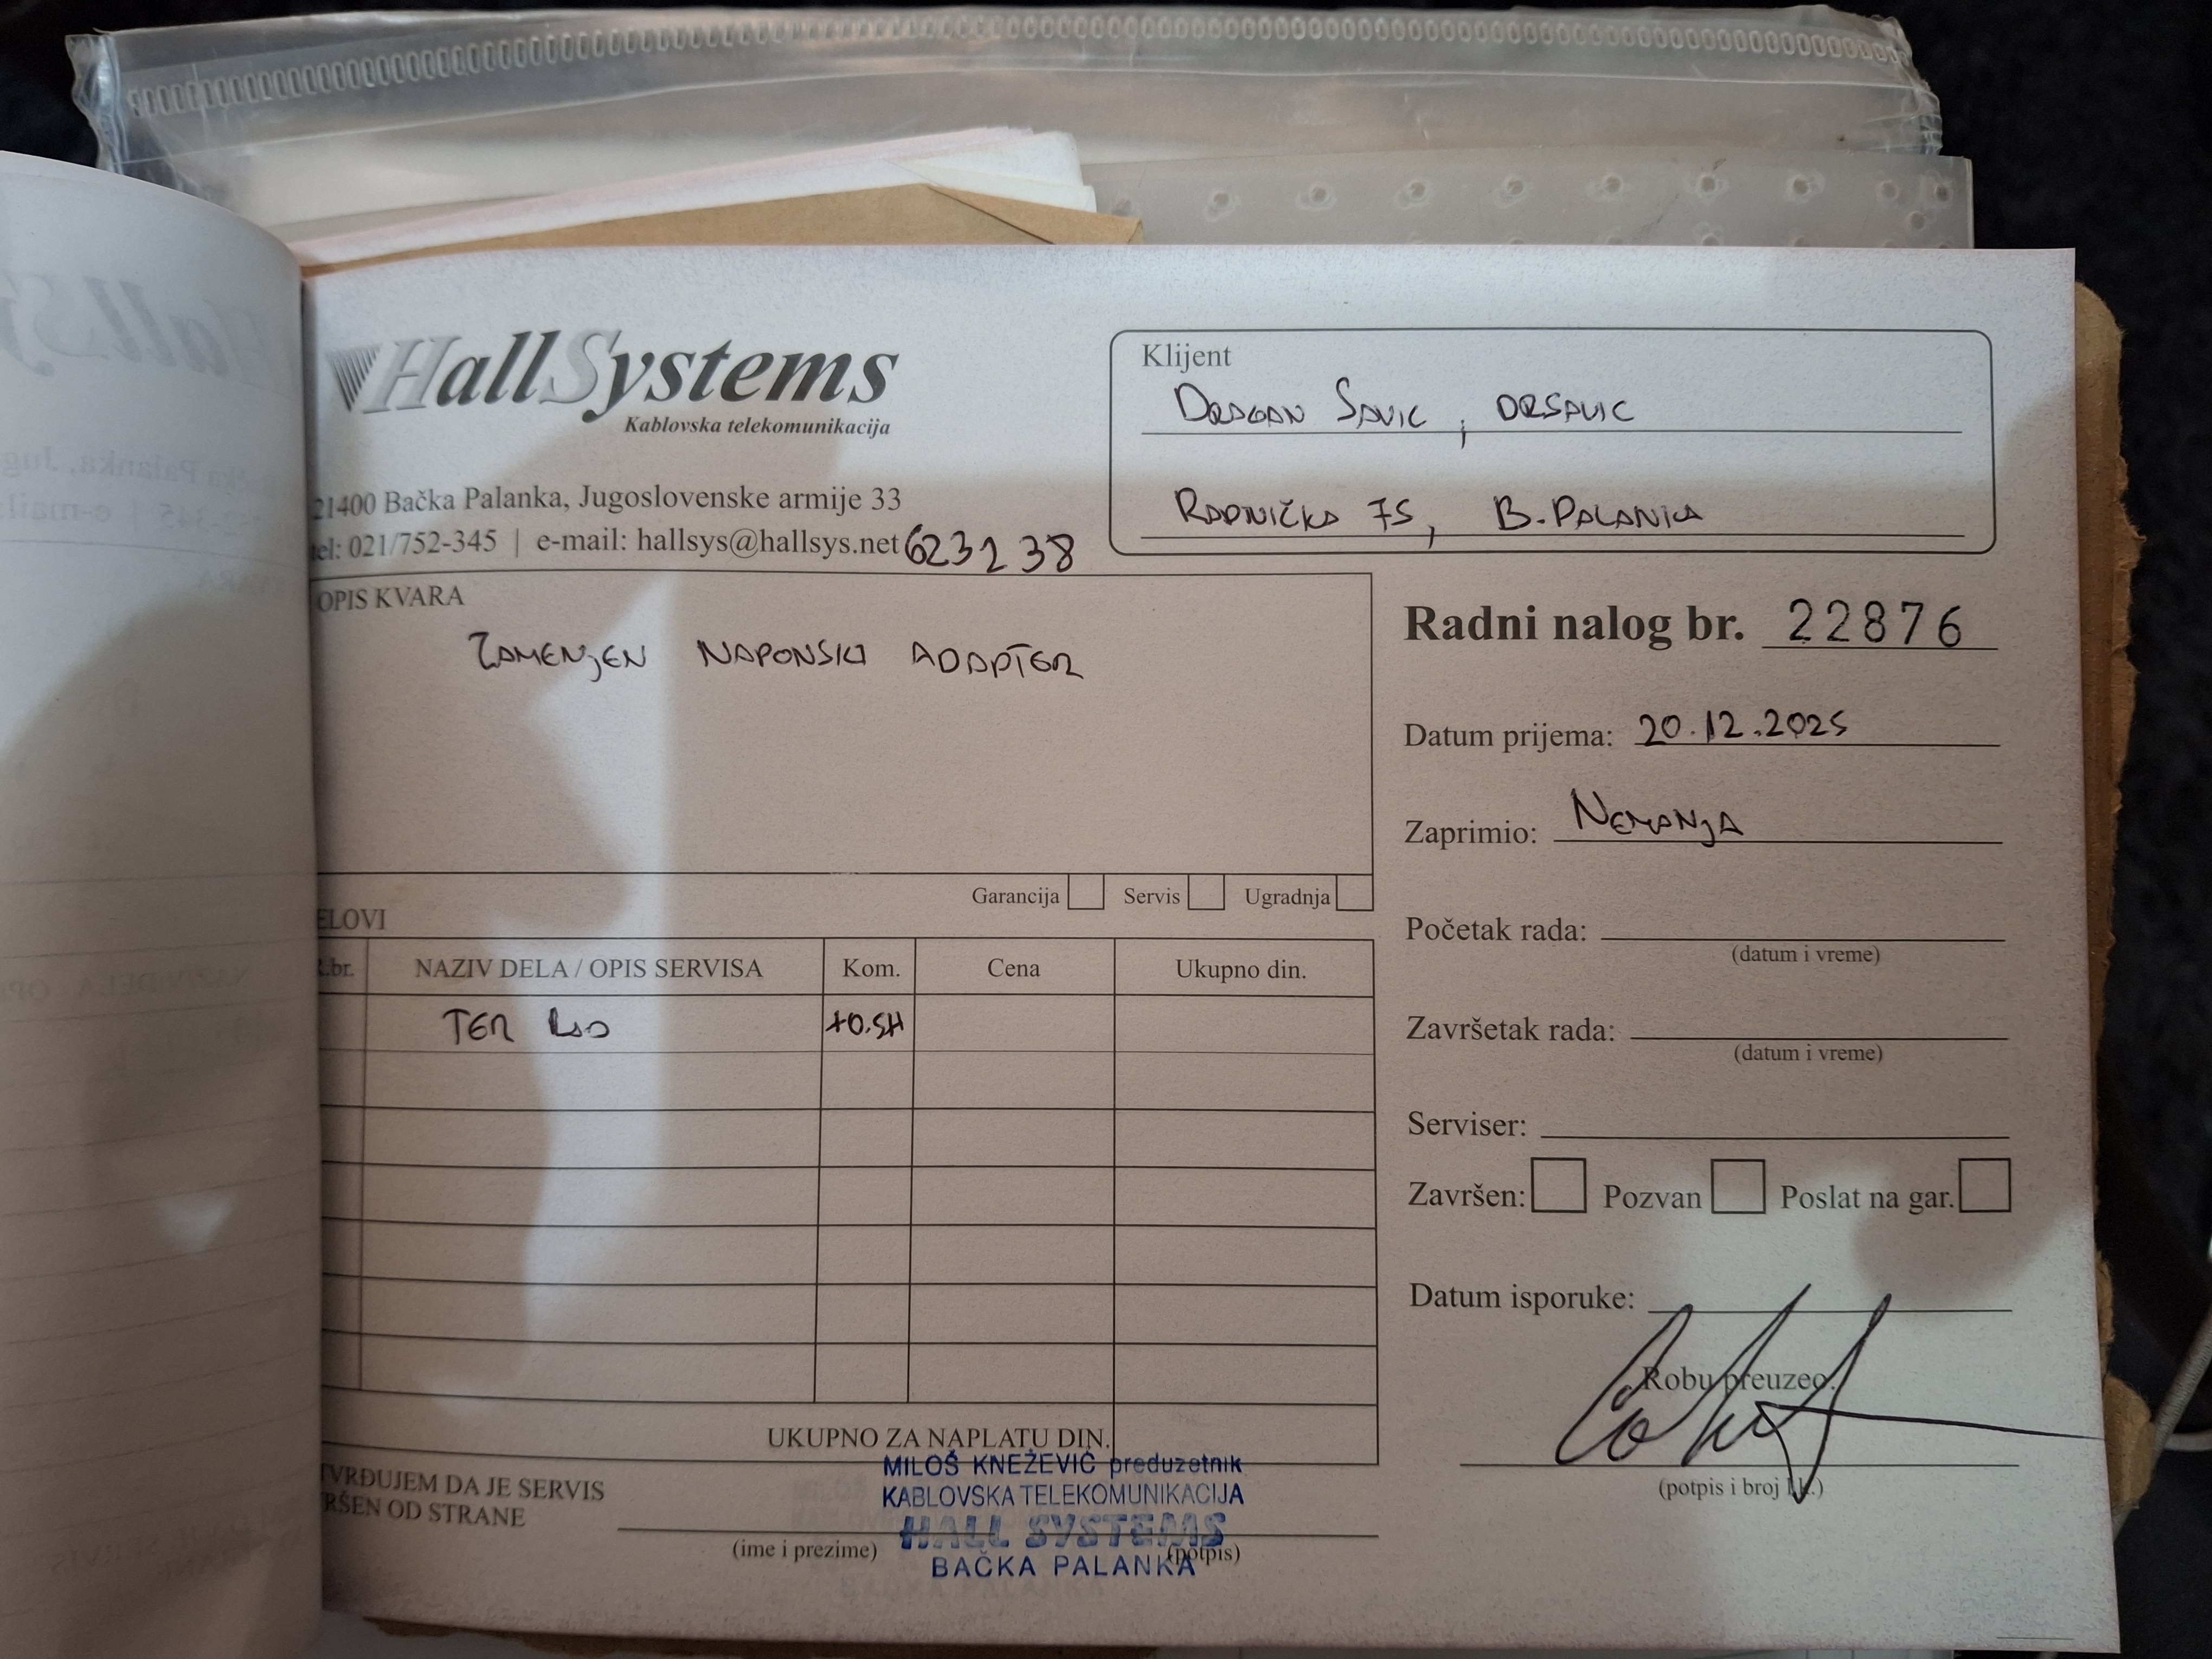 HallSystems
Kablovska telekomunikacija
21400 Bačka Palanka, Jugoslovenske armije 33
tel: 021/752-345 | e-mail: hallsys@hallsys.net
623238
Klijent
DRAGAN SAVIC, DRSAVIC
RADNIČKA 75, B.PALANKA
OPIS KVARA
ZAMENJEN NAPONSKI ADAPTER
Garancija Servis Ugradnja
ELOVI
R.br. NAZIV DELA / OPIS SERVISA Kom. Cena Ukupno din.
TER
UKUPNO ZA NAPLATU DIN.
TVRĐUJEM DA JE SERVIS
RŠEN OD STRANE
(ime i prezime) (potpis)
MILOŠ KNEŽEVIĆ preduzetnik
KABLOVSKA TELEKOMUNIKACIJA
HALL SYSTEMS
BAČKA PALANKA
Radni nalog br. 22876
Datum prijema: 20.12.2025
Zaprimio: NEMANJA
Početak rada:
(datum i vreme)
Završetak rada:
(datum i vreme)
Serviser:
Završen: Pozvan Poslat na gar.
Datum isporuke:
Robu preuzeo:
(potpis i broj l.k.)